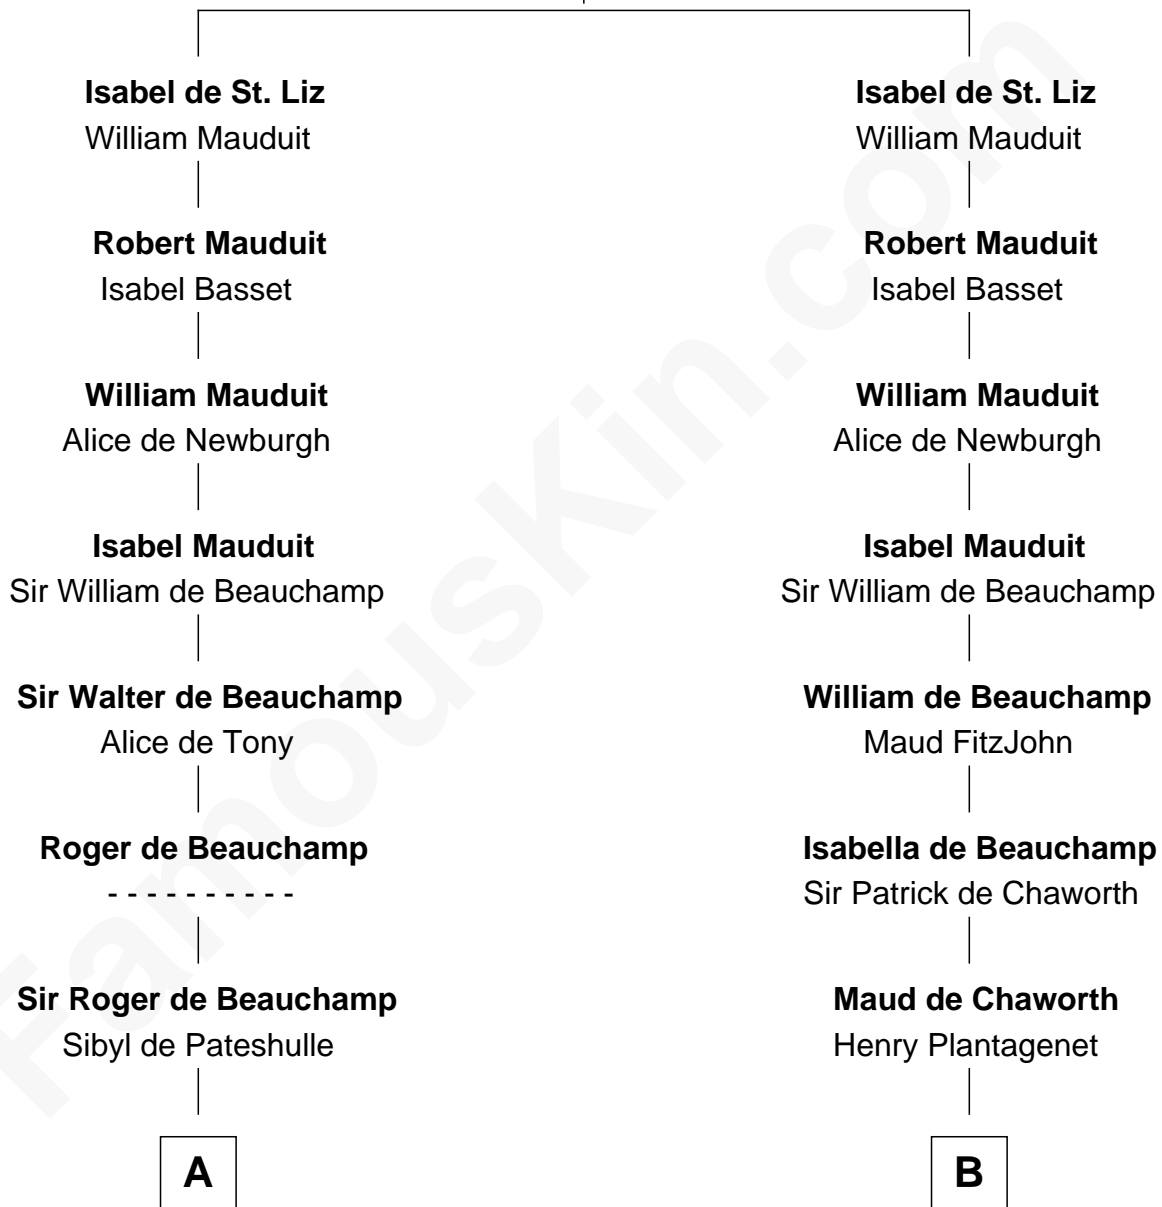 Isabel de St. Liz
William Mauduit
Robert Mauduit
Isabel Basset
William Mauduit
Alice de Newburgh
Isabel Mauduit
Sir William de Beauchamp
Sir Walter de Beauchamp
Alice de Tony
Roger de Beauchamp
- - - - - - - - - -
Sir Roger de Beauchamp
Sibyl de Pateshulle
A
Isabel de St. Liz
William Mauduit
Robert Mauduit
Isabel Basset
William Mauduit
Alice de Newburgh
Isabel Mauduit
Sir William de Beauchamp
William de Beauchamp
Maud FitzJohn
Isabella de Beauchamp
Sir Patrick de Chaworth
Maud de Chaworth
Henry Plantagenet
B
FamousKin.com